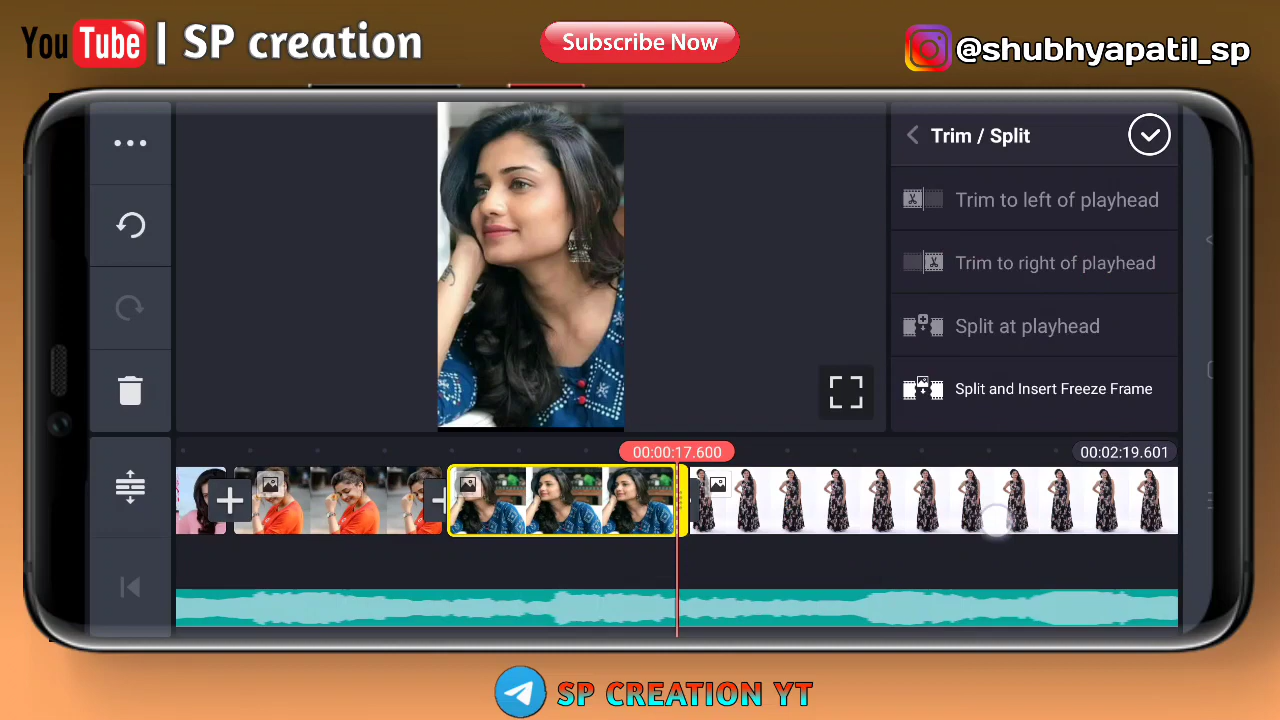 YouTube | SP creation
Subscribe Now
@shubhyapatil_sp
Trim / Split
Trim to left of playhead
Trim to right of playhead
Split at playhead
Split and Insert Freeze Frame
00:00:17.600
00:02:19.601
SP CREATION YT